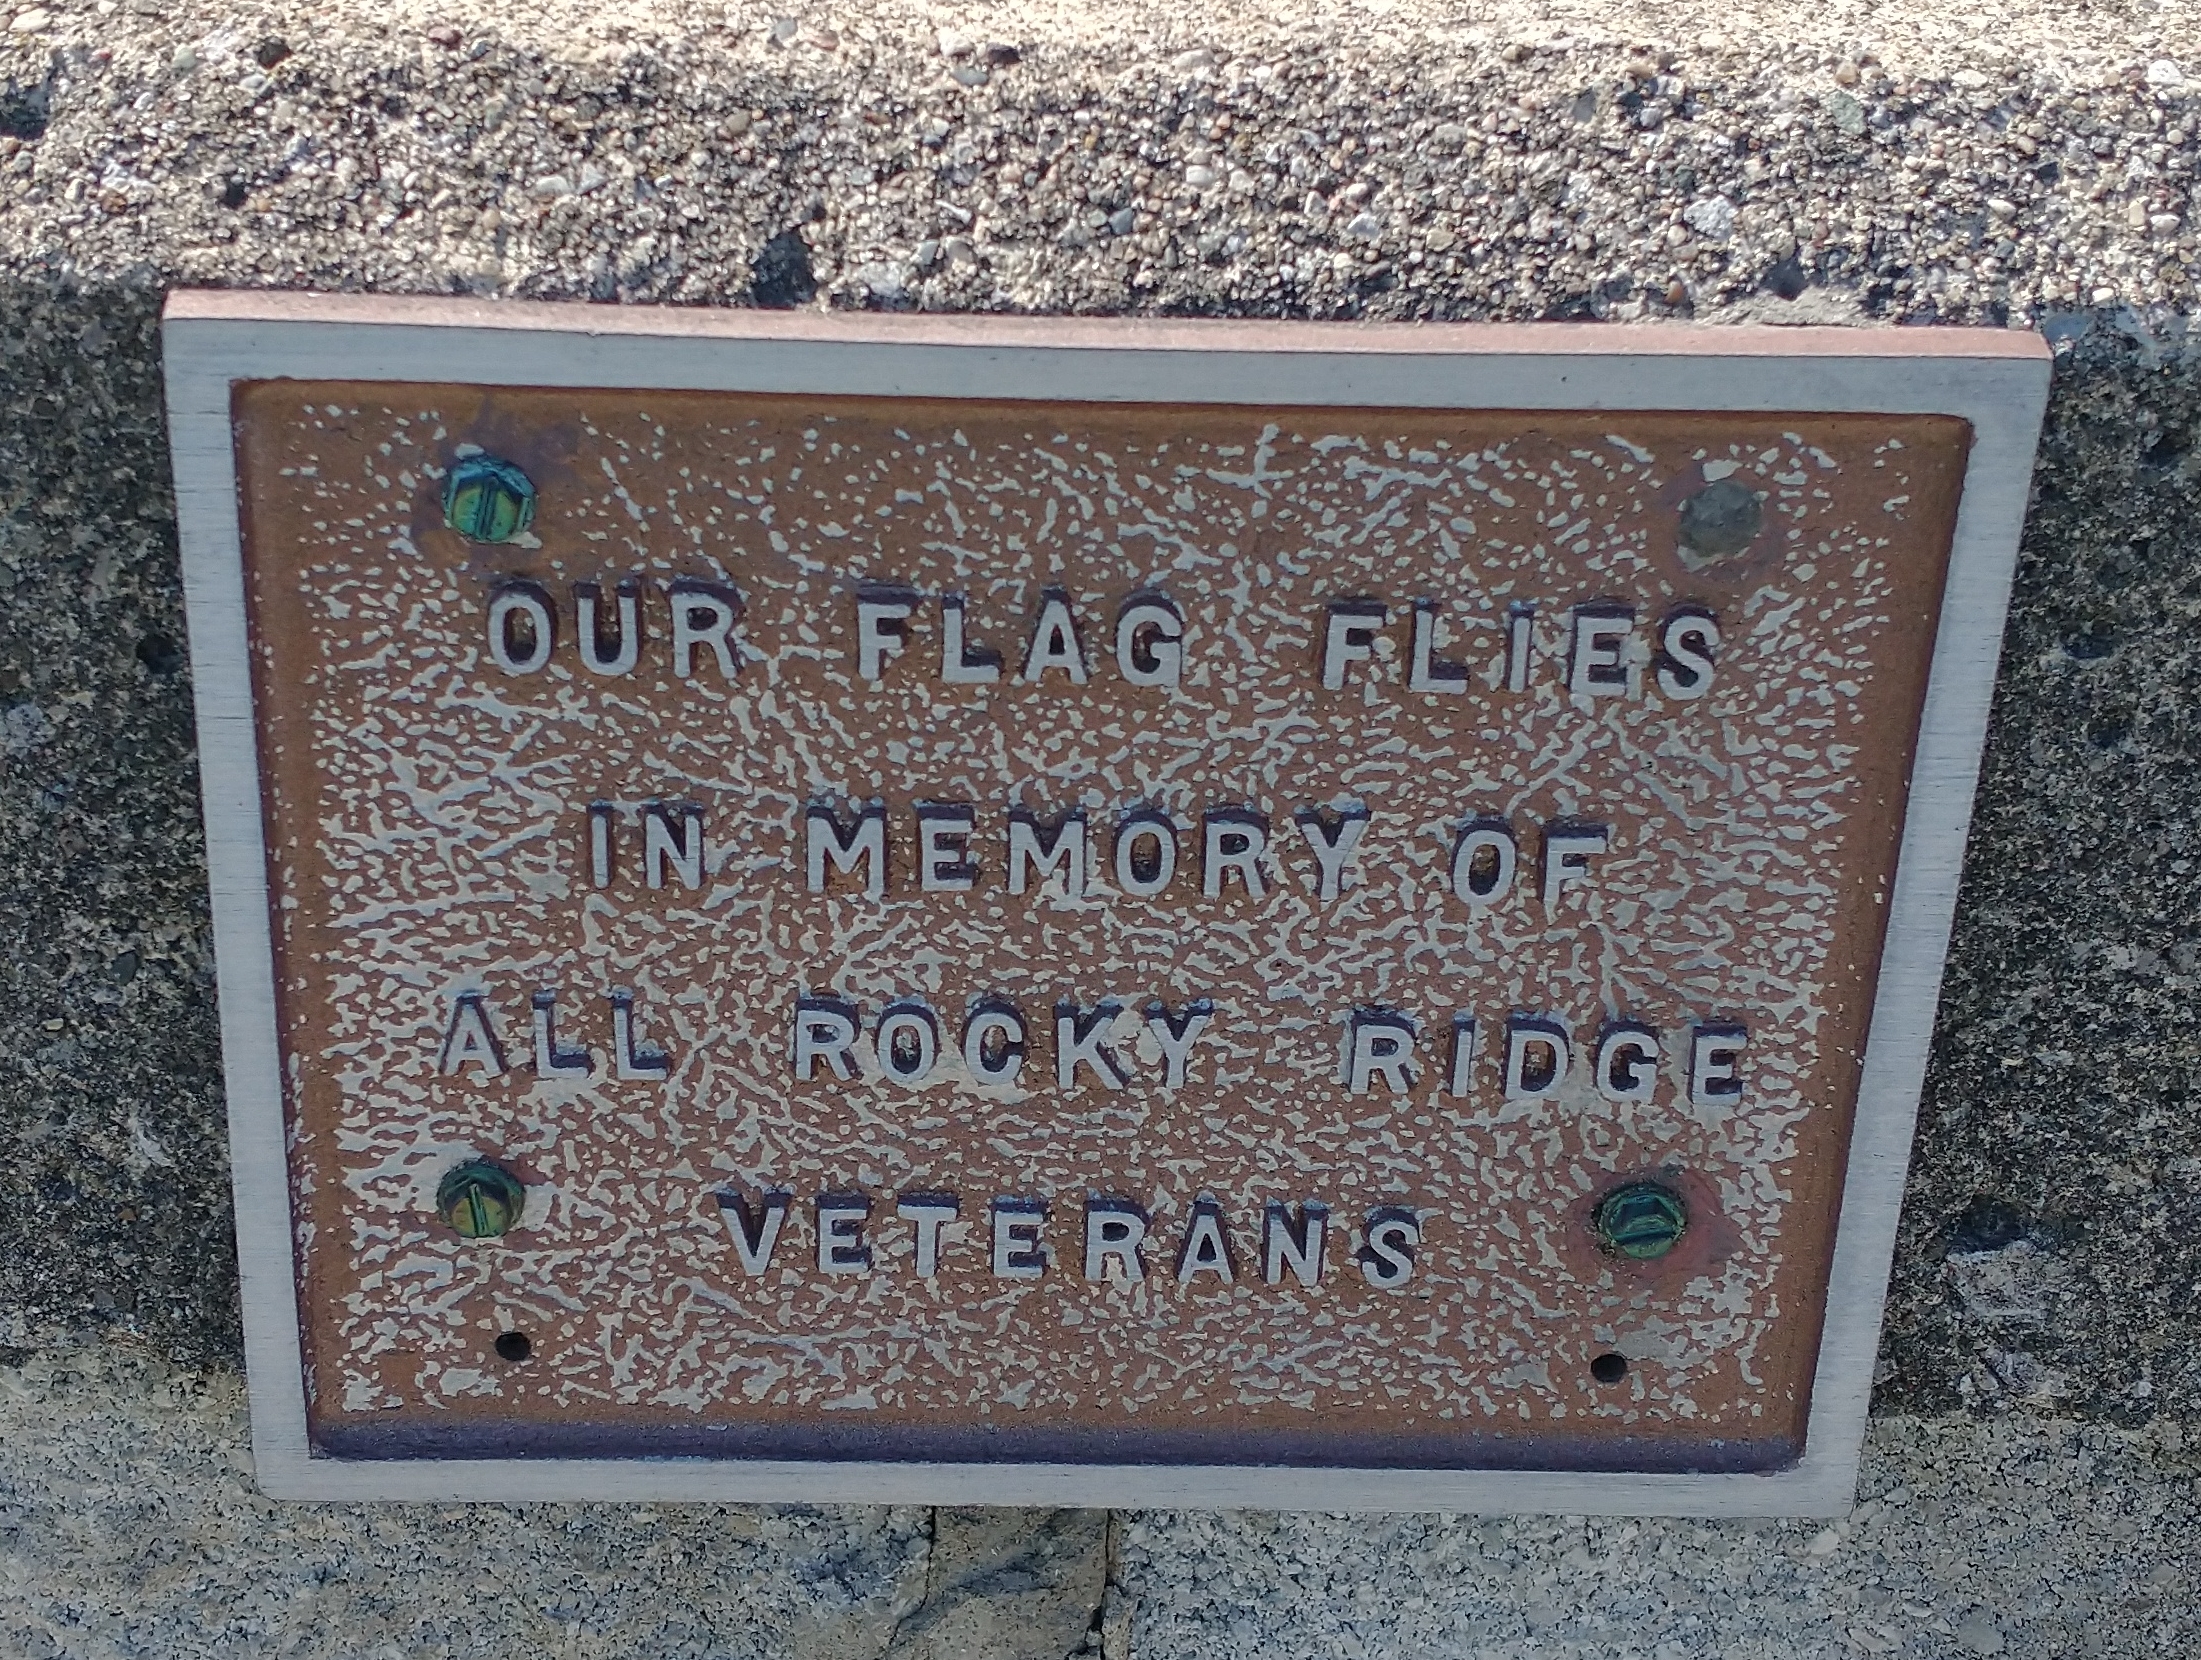 OUR FLAG FLIES
IN MEMORY OF
ALL ROCKY RIDGE
VETERANS